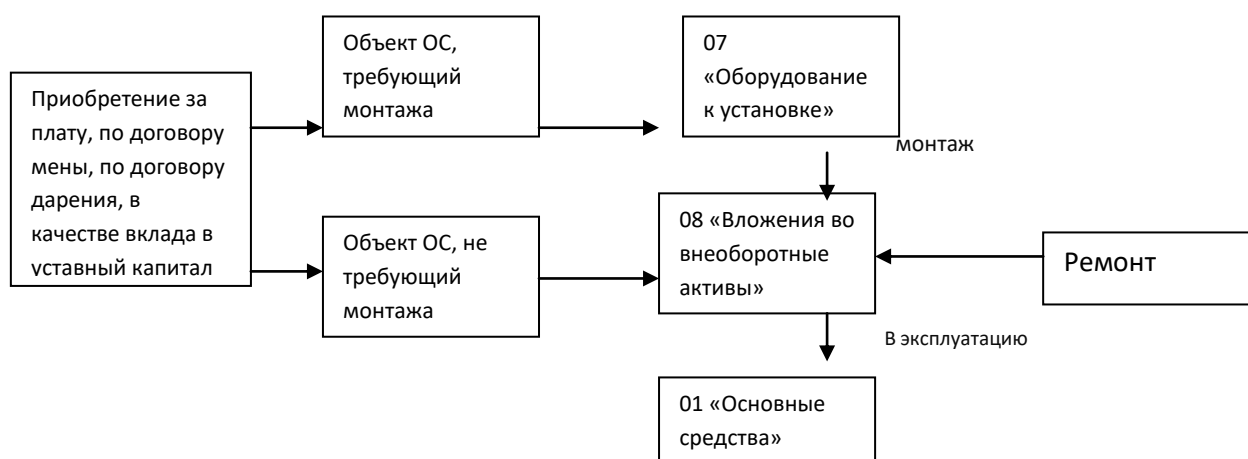 Приобретение за
плату, по договору
мены, по договору
дарения, в
качестве вклада в
уставный капитал
Объект ОС,
требующий
монтажа
07
«Оборудование
к установке»
монтаж
Объект ОС, не
требующий
монтажа
08 «Вложения во
внеоборотные
активы»
Ремонт
В эксплуатацию
01 «Основные
средства»